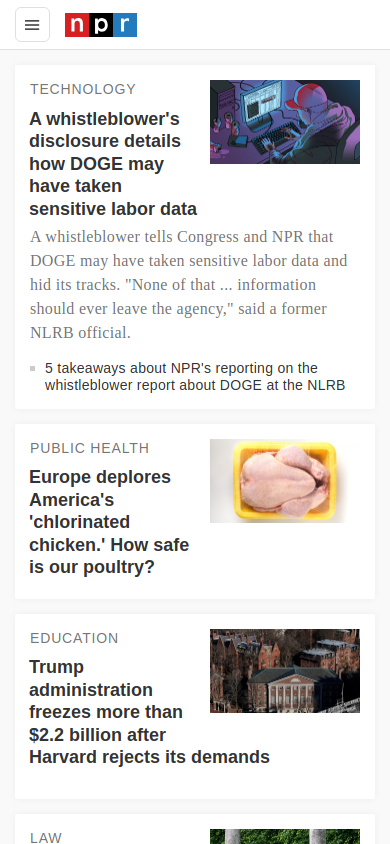 npr
TECHNOLOGY
A whistleblower's
disclosure details
how DOGE may
have taken
sensitive labor data
A whistleblower tells Congress and NPR that
DOGE may have taken sensitive labor data and
hid its tracks. "None of that ... information
should ever leave the agency," said a former
NLRB official.
5 takeaways about NPR's reporting on the
whistleblower report about DOGE at the NLRB
PUBLIC HEALTH
Europe deplores
America's
'chlorinated
chicken.' How safe
is our poultry?
EDUCATION
Trump
administration
freezes more than
$2.2 billion after
Harvard rejects its demands
LAW